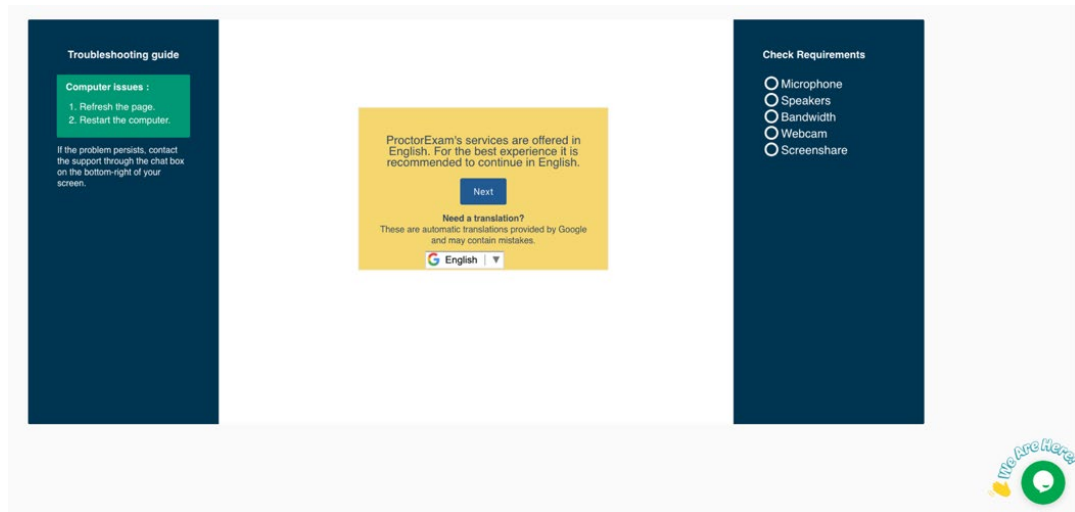 Troubleshooting guide
Computer issues :
1. Refresh the page.
2. Restart the computer.
If the problem persists, contact
the support through the chat box
on the bottom-right of your
screen.
ProctorExam's services are offered in
English. For the best experience it is
recommended to continue in English.
Next
Need a translation?
These are automatic translations provided by Google
and may contain mistakes.
G English ▼
Check Requirements
Microphone
Speakers
Bandwidth
Webcam
Screenshare
We Are Here!